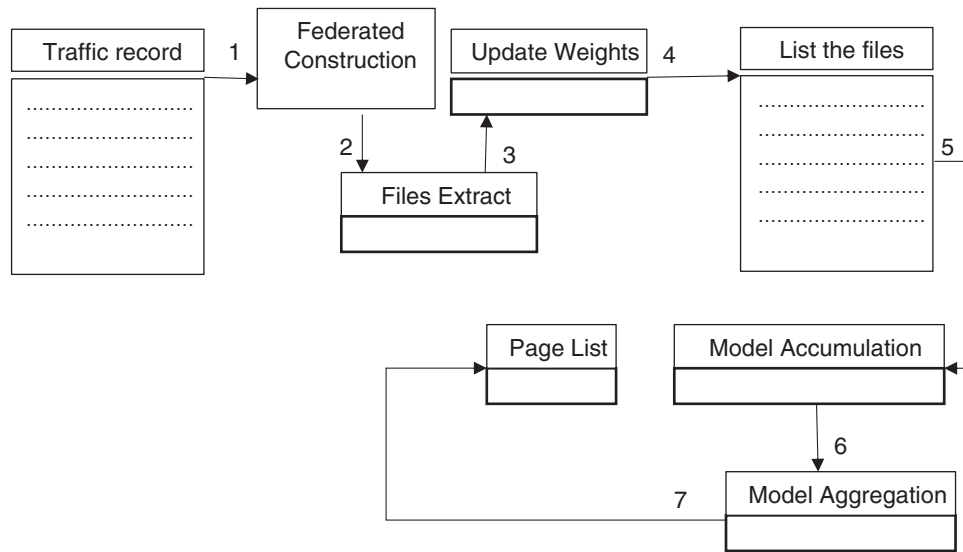 Traffic record
1
Federated
Construction
Update Weights
4
List the files
2
3
5
Files Extract
Page List
Model Accumulation
6
7
Model Aggregation